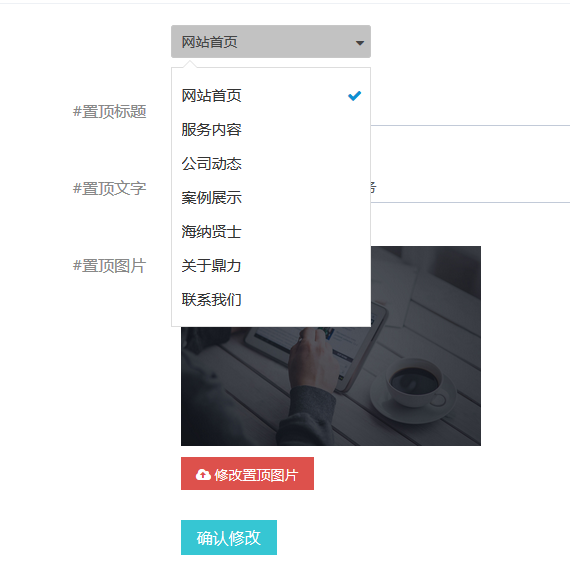 网站首页
网站首页
服务内容
#置顶标题
公司动态
#置顶文字
案例展示
务
海纳贤士
#置顶图片
关于鼎力
联系我们
修改置顶图片
确认修改